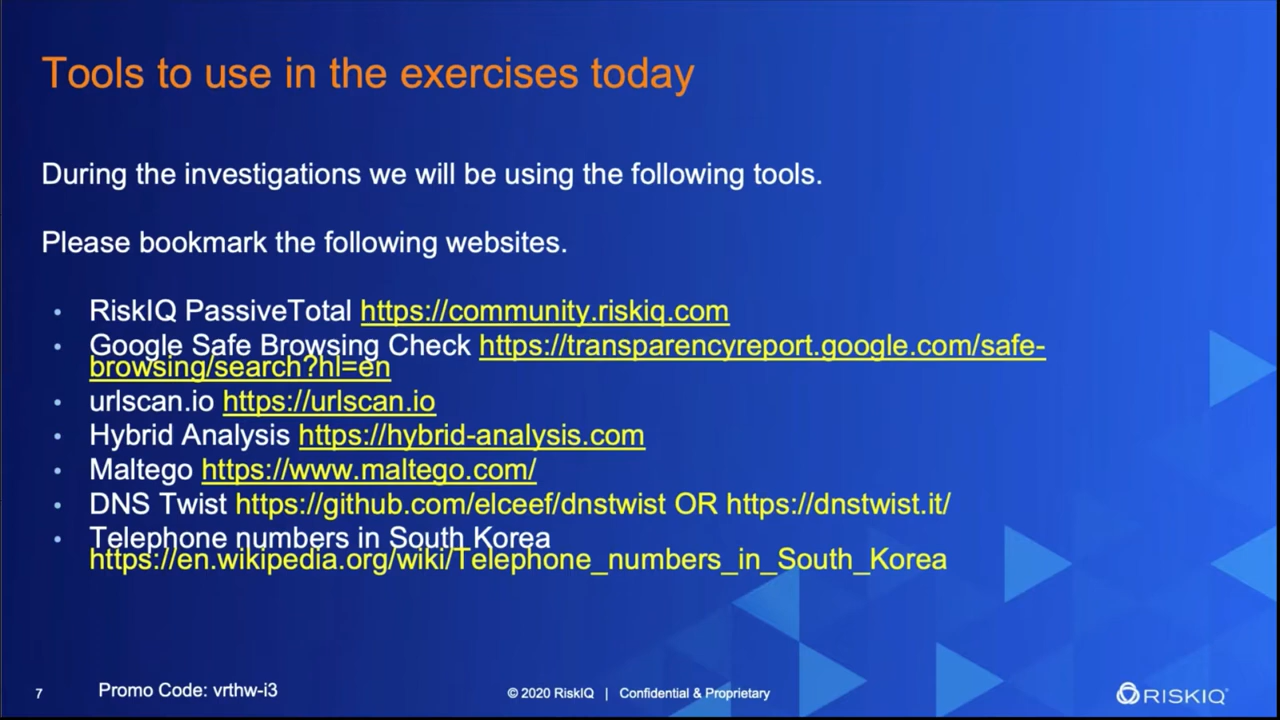 Tools to use in the exercises today
During the investigations we will be using the following tools.
Please bookmark the following websites.
• RiskIQ PassiveTotal https://community.riskiq.com
• Google Safe Browsing Check https://transparencyreport.google.com/safe-
browsing/search?hl=en
• urlscan.io https://urlscan.io
• Hybrid Analysis https://hybrid-analysis.com
• Maltego https://www.maltego.com/
• DNS Twist https://github.com/elceef/dnstwist OR https://dnstwist.it/
• Telephone numbers in South Korea
https://en.wikipedia.org/wiki/Telephone_numbers_in_South_Korea
7 Promo Code: vrthw-i3 © 2020 RiskIQ | Confidential & Proprietary RISKIQ